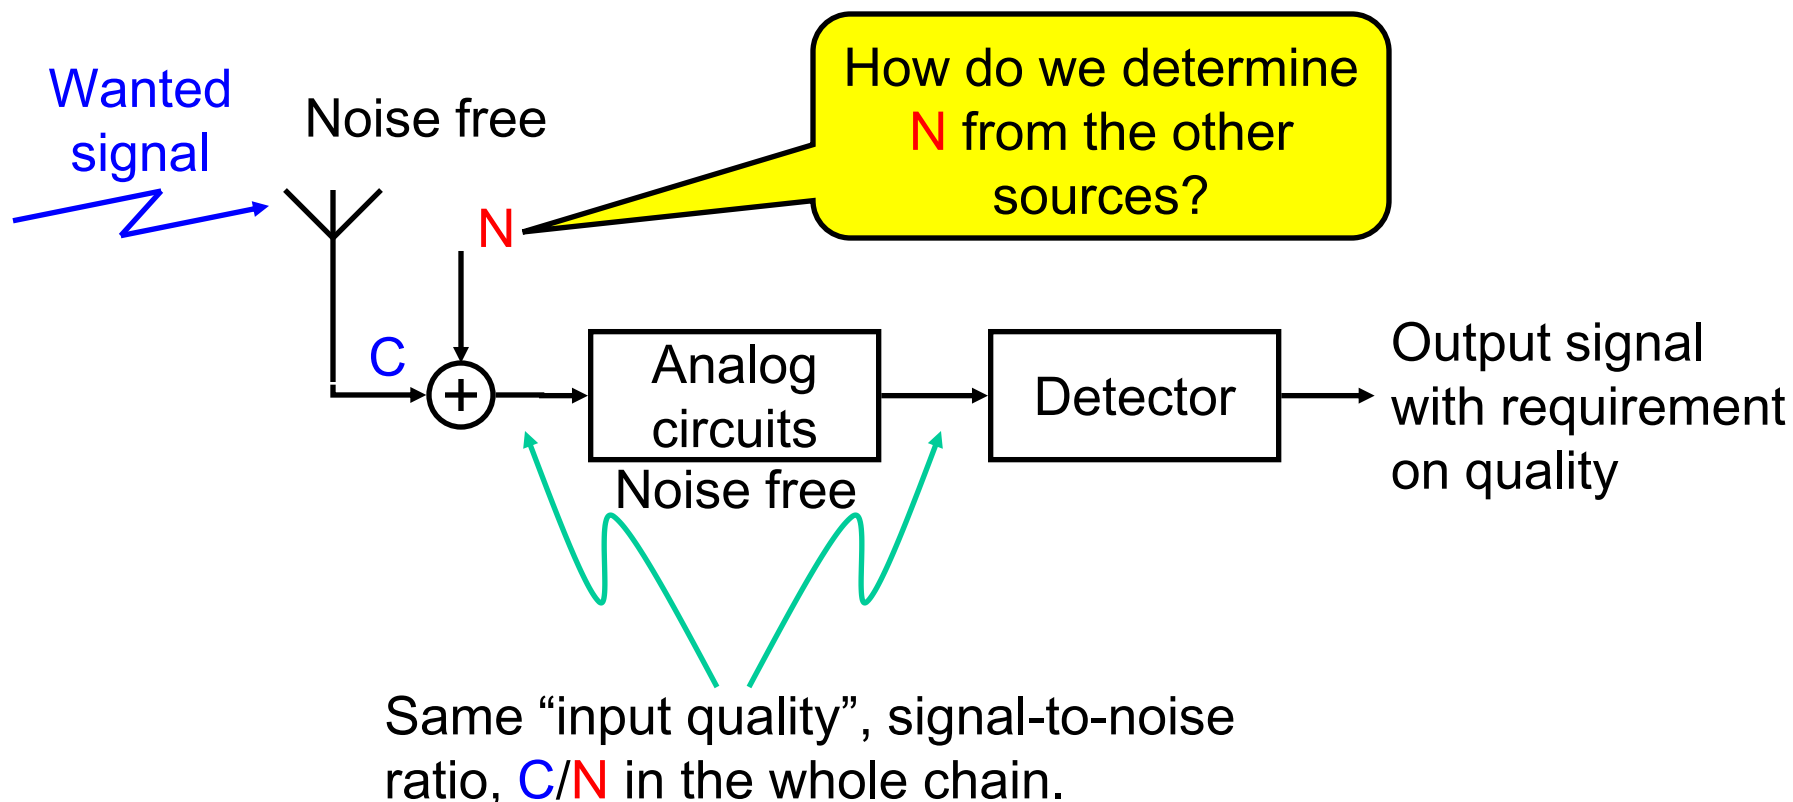 Wanted
signal
Noise free
How do we determine
N from the other
sources?
N
C
+
Analog
circuits
Noise free
Detector
Output signal
with requirement
on quality
Same “input quality”, signal-to-noise
ratio, C/N in the whole chain.